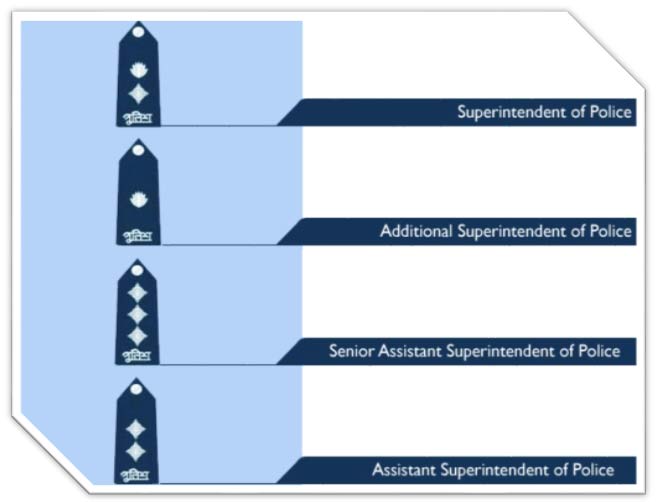 পুলিশ
Superintendent of Police
পুলিশ
Additional Superintendent of Police
পুলিশ
Senior Assistant Superintendent of Police
পুলিশ
Assistant Superintendent of Police